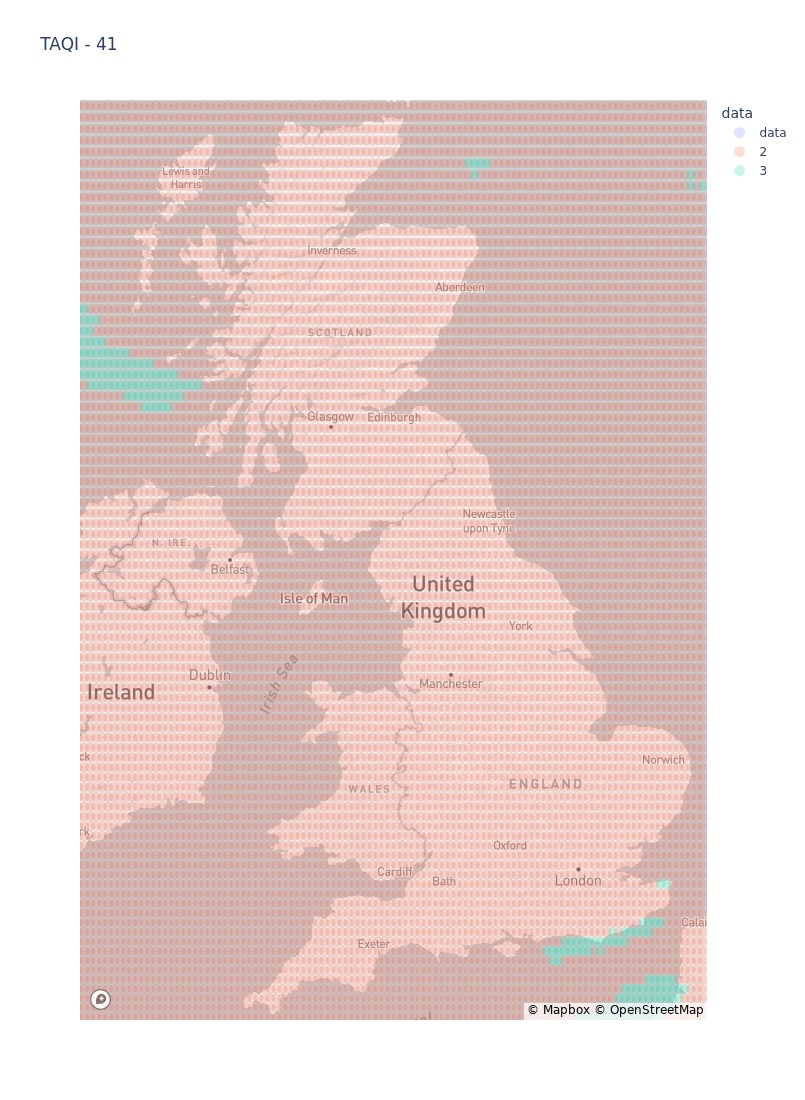 TAQI - 41
data
data
2
3
Lewis and
Harris
Inverness
Aberdeen
SCOTLAND
Glasgow
Edinburgh
Newcastle
upon Tyne
N. IRE.
Belfast
United
Kingdom
Isle of Man
York
Dublin
Manchester
Ireland
Irish Sea
ck
Norwich
WALES
ENGLAND
rk
Oxford
Cardiff
Bath
London
Calai
Exeter
© Mapbox © OpenStreetMap